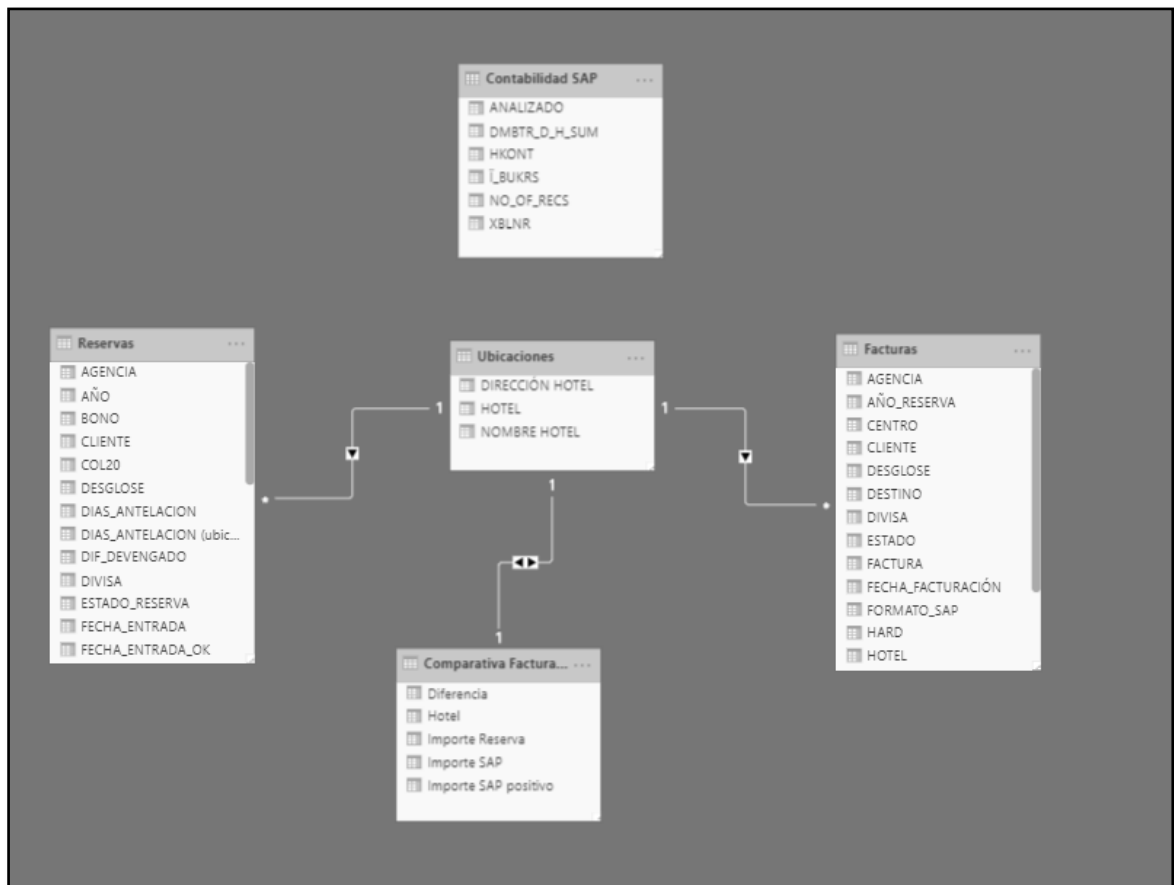 Contabilidad SAP ...
ANALIZADO
DMBTR_D_H_SUM
HKONT
Ï_BUKRS
NO_OF_RECS
XBLNR
Reservas ...
AGENCIA
AÑO
BONO
CLIENTE
COL20
DESGLOSE
DIAS_ANTELACION
DIAS_ANTELACION (ubic...
DIF_DEVENGADO
DIVISA
ESTADO_RESERVA
FECHA_ENTRADA
FECHA_ENTRADA_OK
1
*
Ubicaciones ...
DIRECCIÓN HOTEL
HOTEL
NOMBRE HOTEL
1
*
Facturas ...
AGENCIA
AÑO_RESERVA
CENTRO
CLIENTE
DESGLOSE
DESTINO
DIVISA
ESTADO
FACTURA
FECHA_FACTURACIÓN
FORMATO_SAP
HARD
HOTEL
1
1
Comparativa Factura... ...
Diferencia
Hotel
Importe Reserva
Importe SAP
Importe SAP positivo